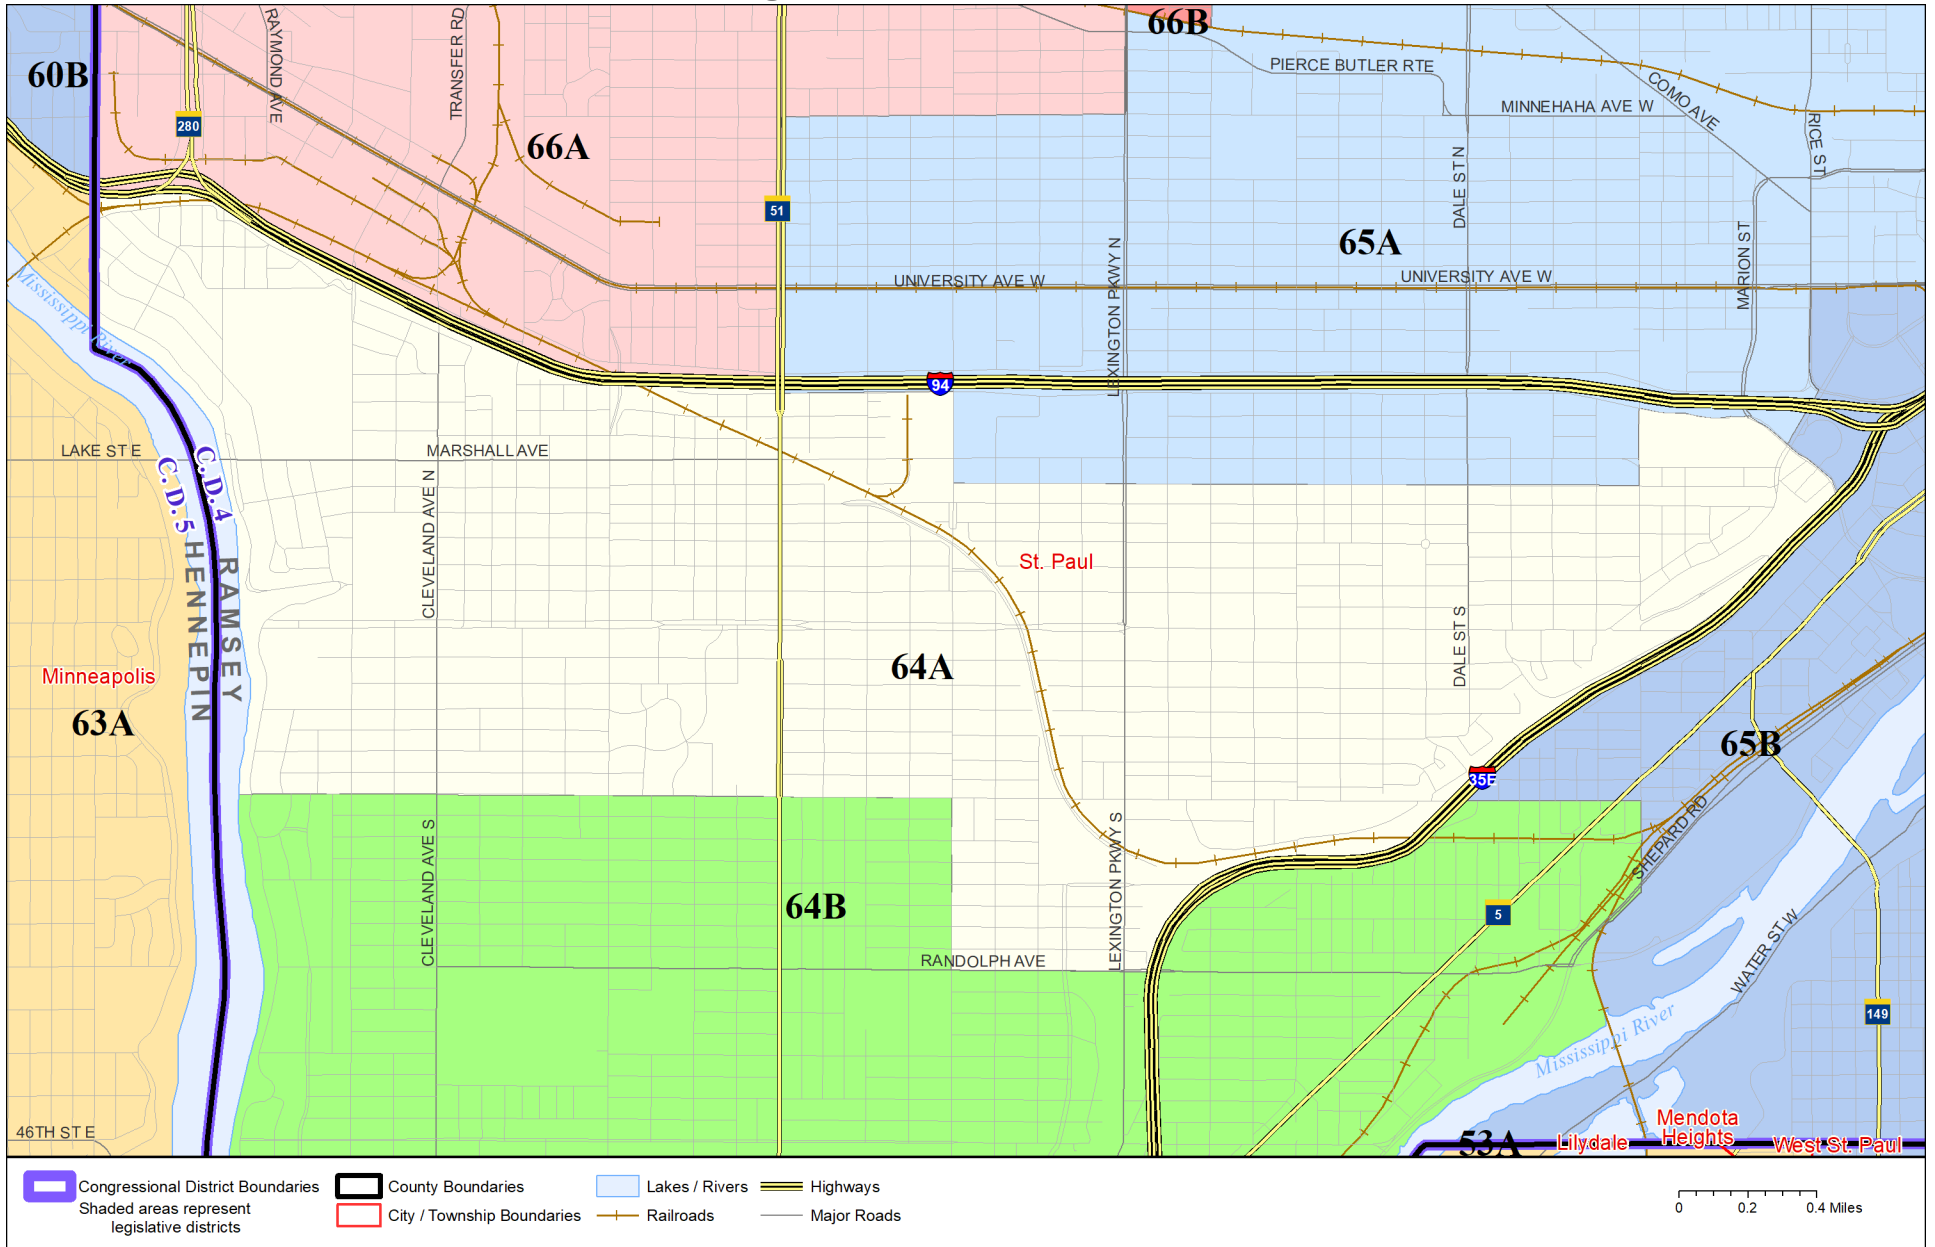 66B
60B
RAYMOND AVE
TRANSFER RD
PIERCE BUTLER RTE
COMO AVE
MINNEHAHA AVE W
RICE ST
280
66A
DALE ST N
51
65A
MARION ST
LEXINGTON PKWY N
UNIVERSITY AVE W
UNIVERSITY AVE W
Mississippi River
94
LAKE ST E
MARSHALL AVE
C. D. 4
C. D. 5
CLEVELAND AVE N
HENNEPIN
RAMSEY
St. Paul
DALE ST S
64A
Minneapolis
63A
65B
35E
SHEPARD RD
CLEVELAND AVE S
LEXINGTON PKWY S
64B
5
RANDOLPH AVE
WATER ST W
149
Mississippi River
46TH ST E
53A
Lilydale
Mendota
Heights
West St. Paul
Congressional District Boundaries
Shaded areas represent
legislative districts
County Boundaries
City / Township Boundaries
Lakes / Rivers
Railroads
Highways
Major Roads
0 0.2 0.4 Miles